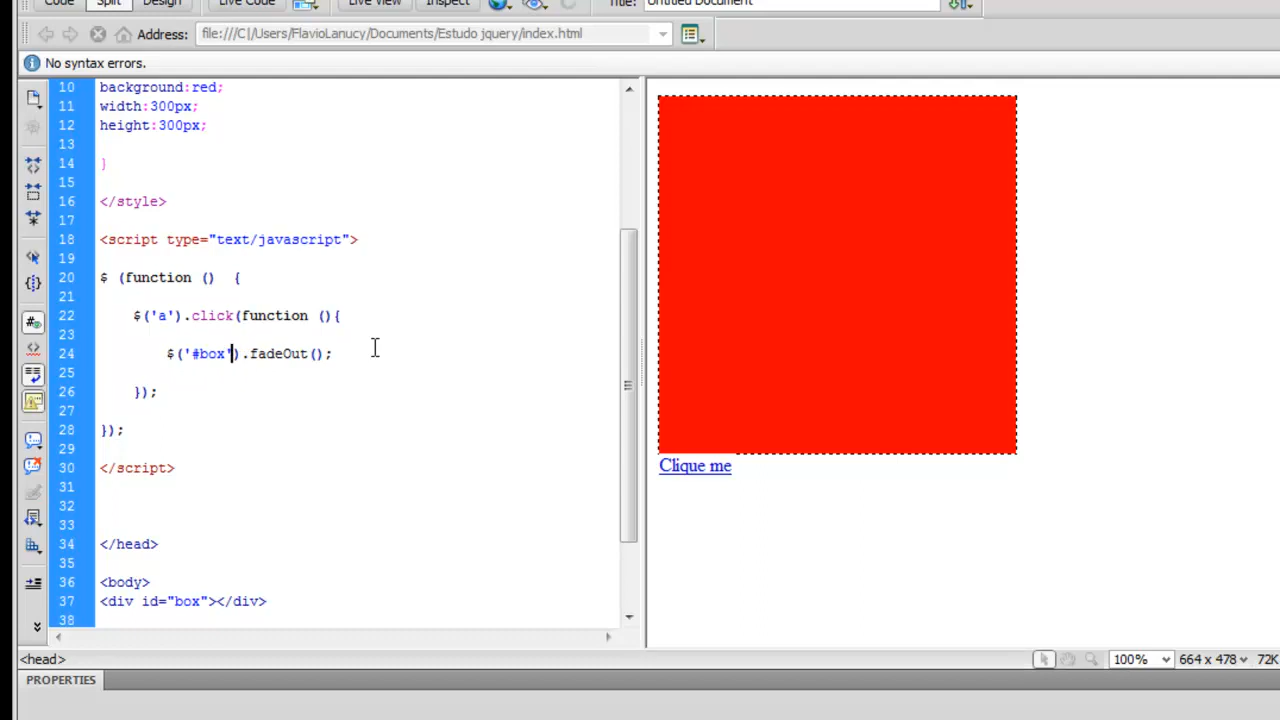 Code Split Design Live Code Live View Inspect Title: Untitled Document
Address: file:///C|/Users/FlavioLanucy/Documents/Estudo jquery/index.html
No syntax errors.
10 background:red;
11 width:300px;
12 height:300px;
13
14 }
15
16 </style>
17
18 <script type="text/javascript">
19
20 $ (function () {
21
22 $('a').click(function (){
23
24 $('#box').fadeOut();
25
26 });
27
28 });
29
30 </script>
31
32
33
34 </head>
35
36 <body>
37 <div id="box"></div>
38
Clique me
<head> 100% 664 x 478 72K
PROPERTIES